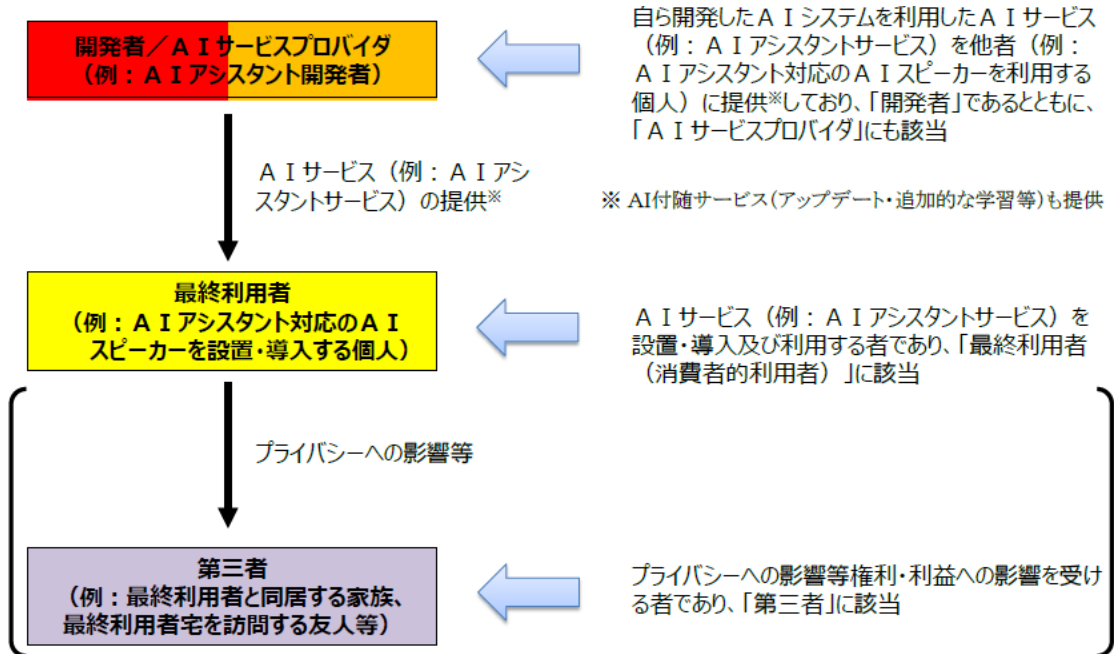 開発者／ＡＩサービスプロバイダ
（例：ＡＩアシスタント開発者）
自ら開発したＡＩシステムを利用したＡＩサービス
（例：ＡＩアシスタントサービス）を他者（例：
ＡＩアシスタント対応のＡＩスピーカーを利用する
個人）に提供※しており、「開発者」であるとともに、
「ＡＩサービスプロバイダ」にも該当
ＡＩサービス（例：ＡＩアシ
スタントサービス）の提供※
※ AI付随サービス(アップデート・追加的な学習等)も提供
最終利用者
（例：ＡＩアシスタント対応のＡＩ
スピーカーを設置・導入する個人）
ＡＩサービス（例：ＡＩアシスタントサービス）を
設置・導入及び利用する者であり、「最終利用者
（消費者的利用者）」に該当
プライバシーへの影響等
第三者
（例：最終利用者と同居する家族、
最終利用者宅を訪問する友人等）
プライバシーへの影響等権利・利益への影響を受け
る者であり、「第三者」に該当